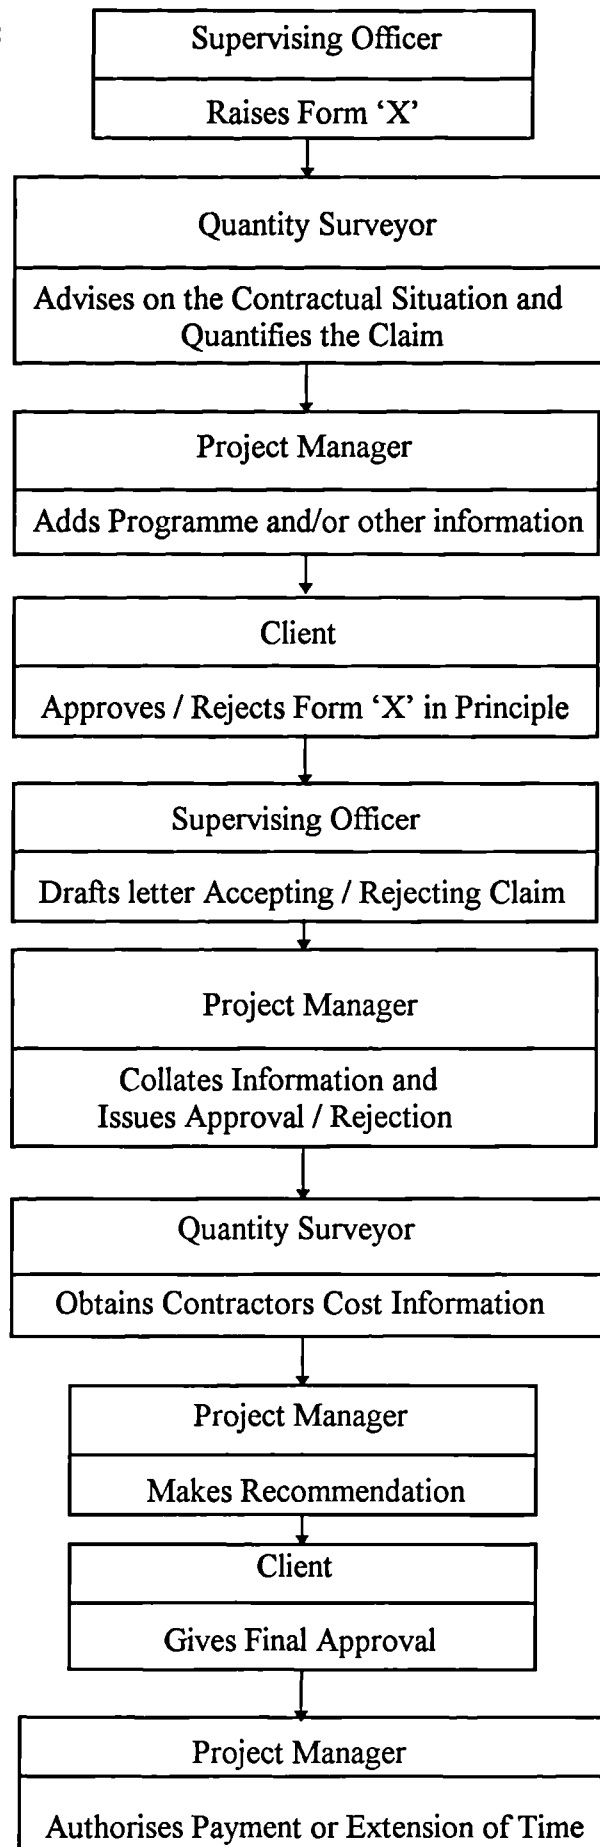 Supervising Officer
Raises Form ‘X’
Quantity Surveyor
Advises on the Contractual Situation and
Quantifies the Claim
Project Manager
Adds Programme and/or other information
Client
Approves / Rejects Form ‘X’ in Principle
Supervising Officer
Drafts letter Accepting / Rejecting Claim
Project Manager
Collates Information and
Issues Approval / Rejection
Quantity Surveyor
Obtains Contractors Cost Information
Project Manager
Makes Recommendation
Client
Gives Final Approval
Project Manager
Authorises Payment or Extension of Time